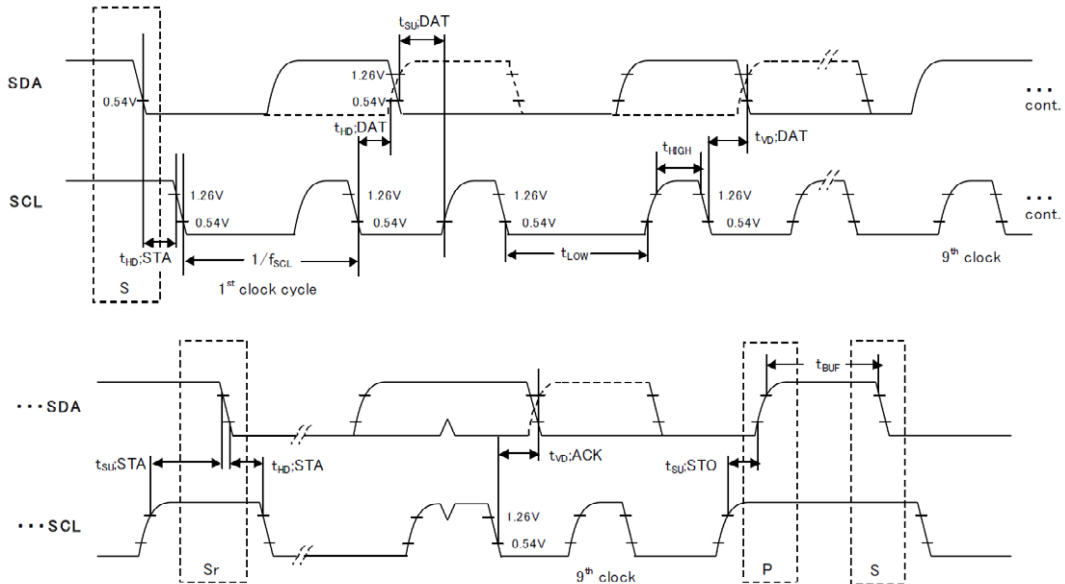 tSU;DAT
SDA
1.26V
0.54V
0.54V
...
cont.
tHD;DAT
tVD;DAT
tHIGH
SCL
1.26V
0.54V
1.26V
0.54V
1.26V
0.54V
1.26V
0.54V
...
cont.
tHD;STA
1/fSCL
tLOW
9th clock
S
1st clock cycle
P
tBUF
S
...SDA
tSU;STA
tHD;STA
tVD;ACK
tSU;STO
...SCL
1.26V
0.54V
Sr
9th clock